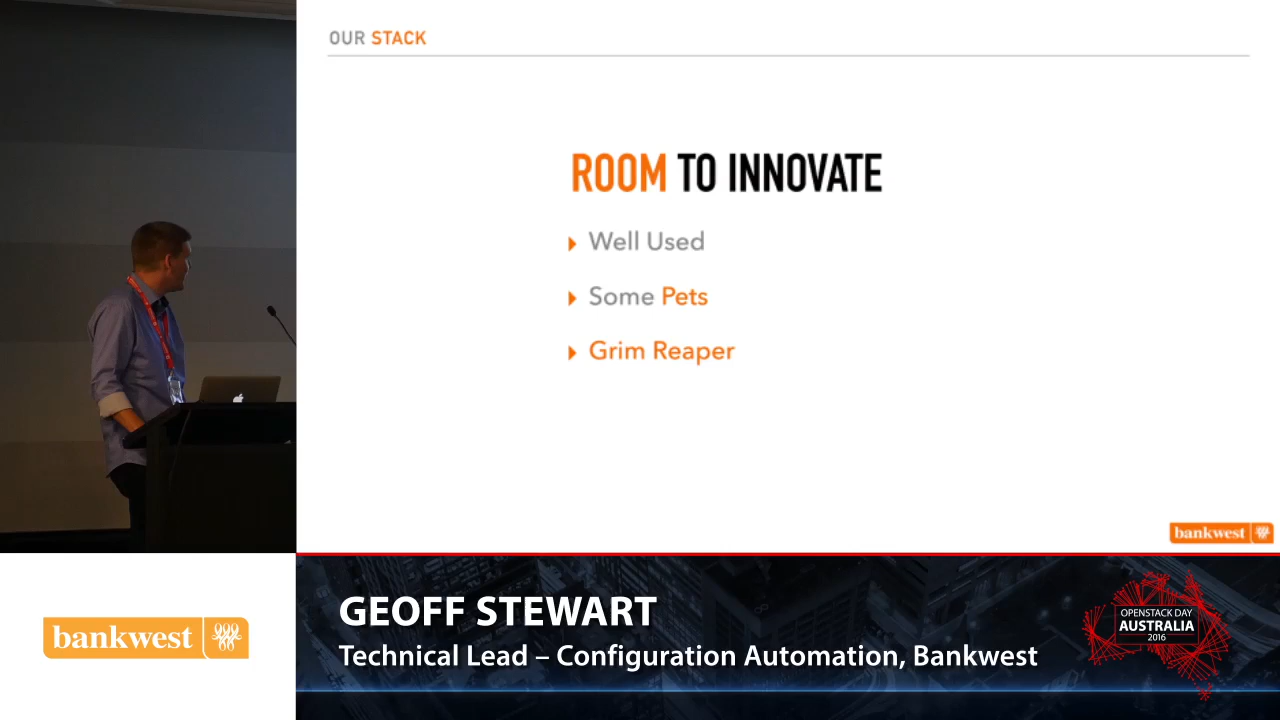 OUR STACK
ROOM TO INNOVATE
Well Used
Some Pets
Grim Reaper
bankwest
bankwest
GEOFF STEWART
Technical Lead – Configuration Automation, Bankwest
OPENSTACK DAY
AUSTRALIA
2016